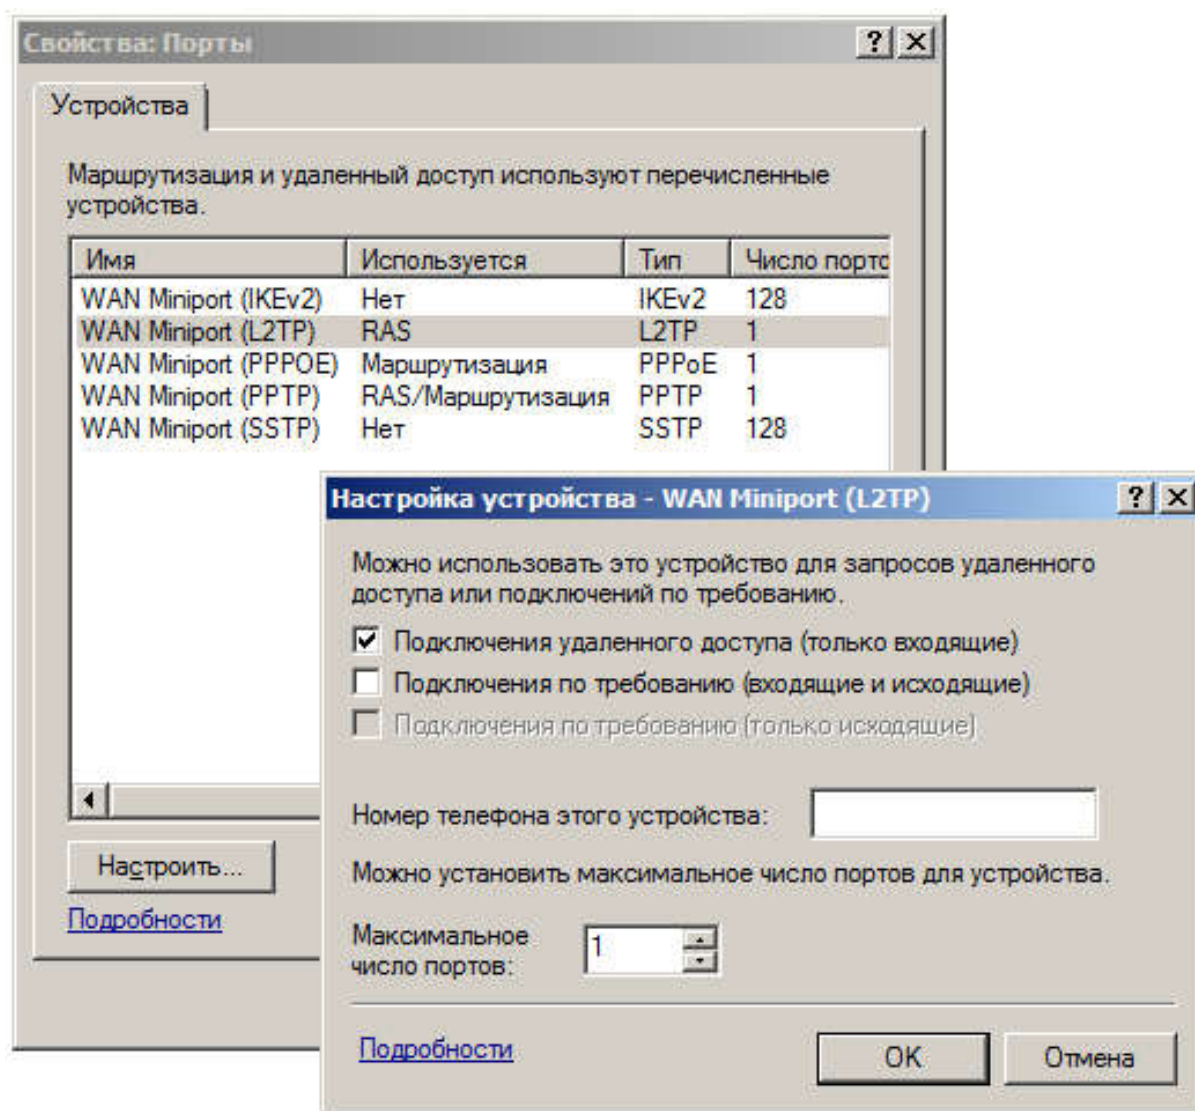 Свойства: Порты
Устройства
Маршрутизация и удаленный доступ используют перечисленные
устройства.
Имя Используется Тип Число порто
WAN Miniport (IKEv2) Нет IKEv2 128
WAN Miniport (L2TP) RAS L2TP 1
WAN Miniport (PPPOE) Маршрутизация PPPoE 1
WAN Miniport (PPTP) RAS/Маршрутизация PPTP 1
WAN Miniport (SSTP) Нет SSTP 128
Настроить...
Подробности
Настройка устройства - WAN Miniport (L2TP)
Можно использовать это устройство для запросов удаленного
доступа или подключений по требованию.
Подключения удаленного доступа (только входящие)
Подключения по требованию (входящие и исходящие)
Подключения по требованию (только исходящие)
Номер телефона этого устройства:
Можно установить максимальное число портов для устройства.
Максимальное
число портов: 1
Подробности
OK Отмена